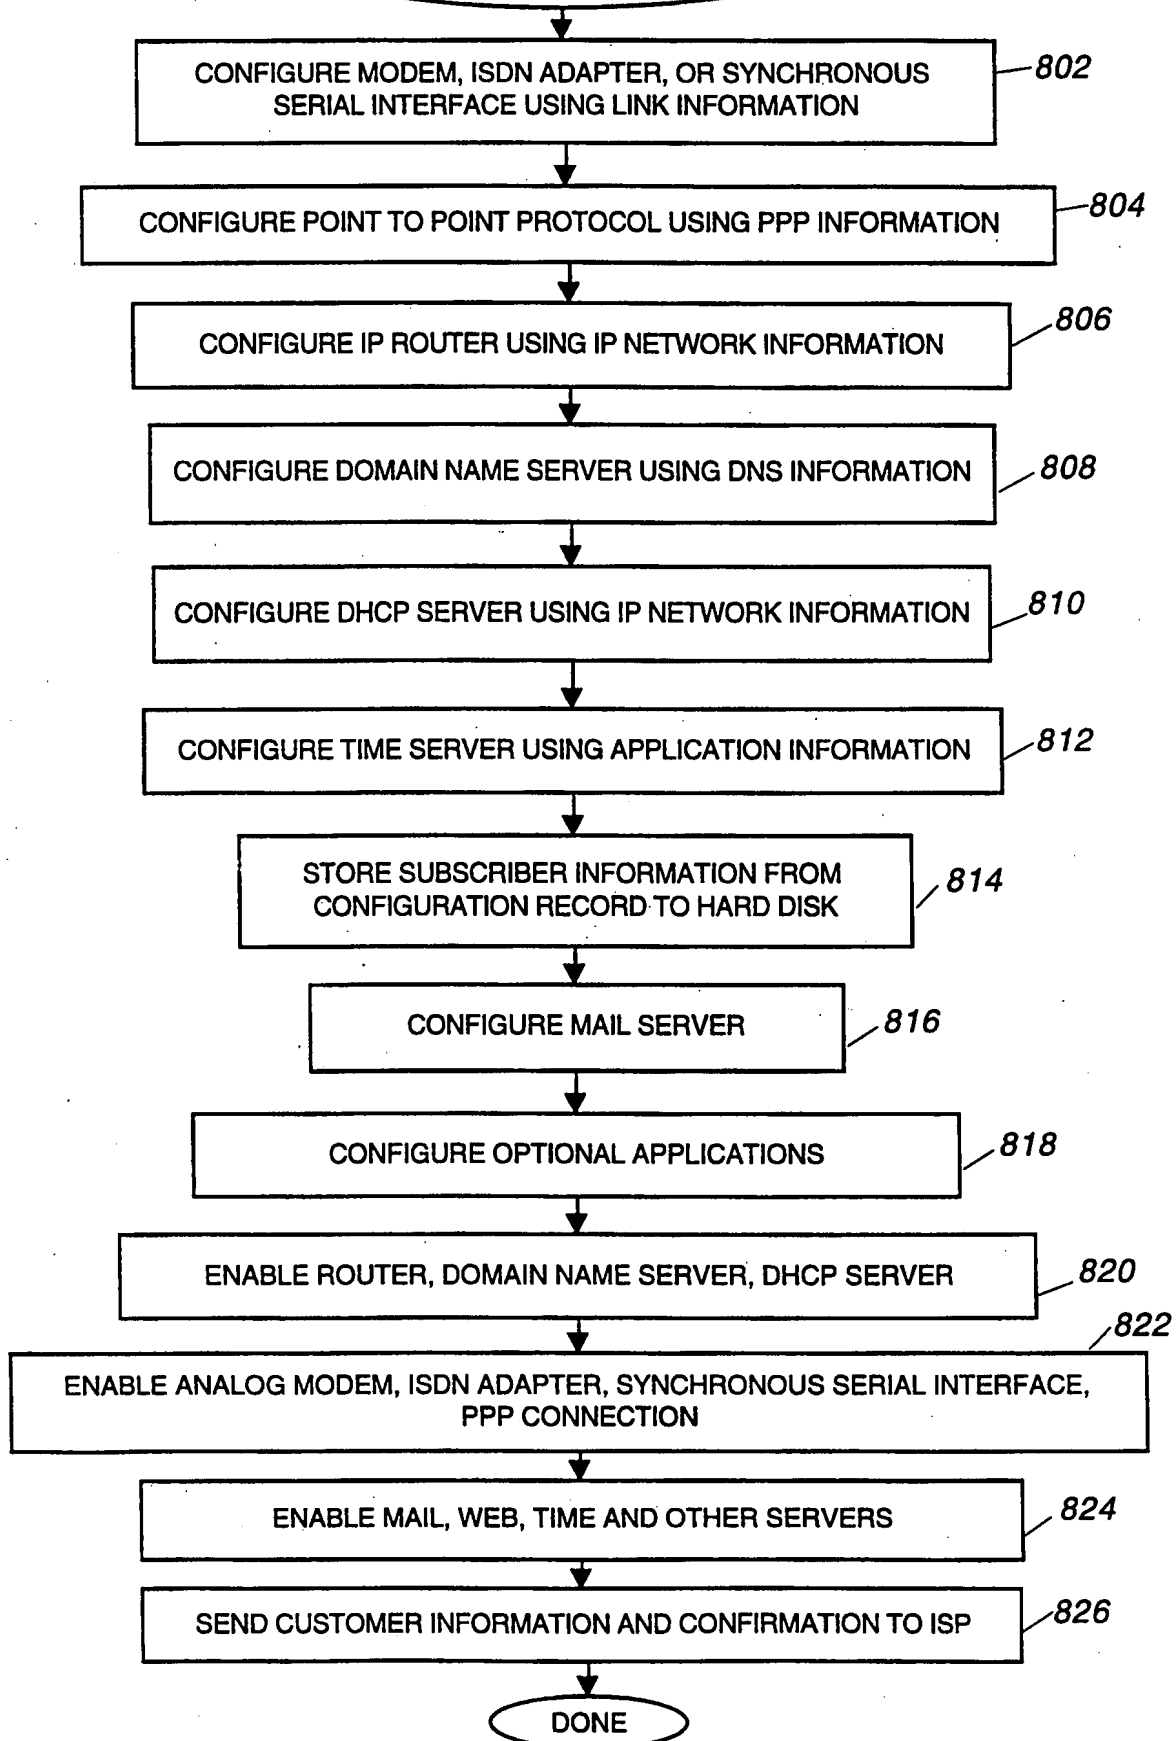 CONFIGURE MODEM, ISDN ADAPTER, OR SYNCHRONOUS
SERIAL INTERFACE USING LINK INFORMATION
802
CONFIGURE POINT TO POINT PROTOCOL USING PPP INFORMATION
804
CONFIGURE IP ROUTER USING IP NETWORK INFORMATION
806
CONFIGURE DOMAIN NAME SERVER USING DNS INFORMATION
808
CONFIGURE DHCP SERVER USING IP NETWORK INFORMATION
810
CONFIGURE TIME SERVER USING APPLICATION INFORMATION
812
STORE SUBSCRIBER INFORMATION FROM
CONFIGURATION RECORD TO HARD DISK
814
CONFIGURE MAIL SERVER
816
CONFIGURE OPTIONAL APPLICATIONS
818
ENABLE ROUTER, DOMAIN NAME SERVER, DHCP SERVER
820
822
ENABLE ANALOG MODEM, ISDN ADAPTER, SYNCHRONOUS SERIAL INTERFACE,
PPP CONNECTION
ENABLE MAIL, WEB, TIME AND OTHER SERVERS
824
SEND CUSTOMER INFORMATION AND CONFIRMATION TO ISP
826
DONE